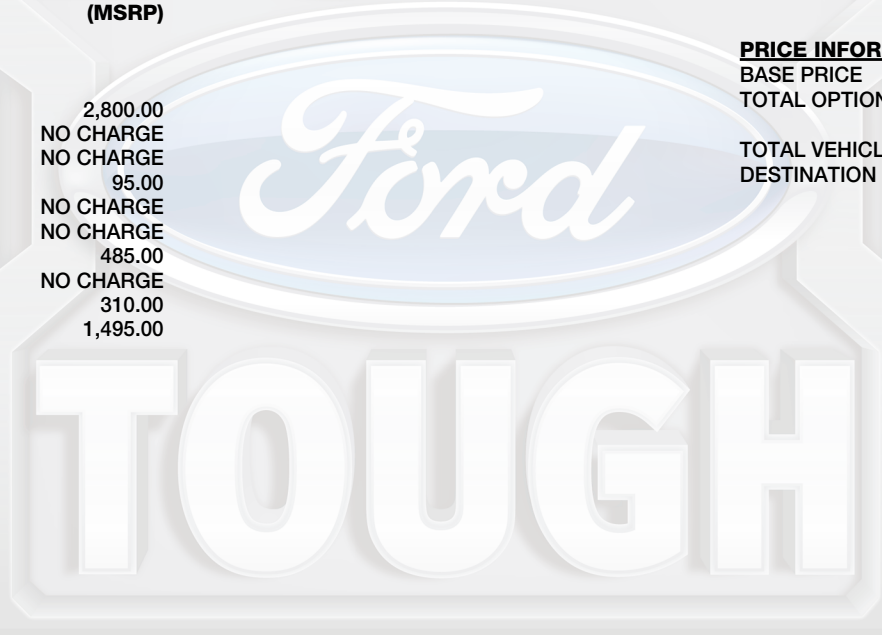 (MSRP)
2,800.00
NO CHARGE
NO CHARGE
95.00
NO CHARGE
NO CHARGE
485.00
NO CHARGE
310.00
1,495.00
PRICE INFOR
BASE PRICE
TOTAL OPTION
TOTAL VEHICL
DESTINATION
Ford
TOUGH